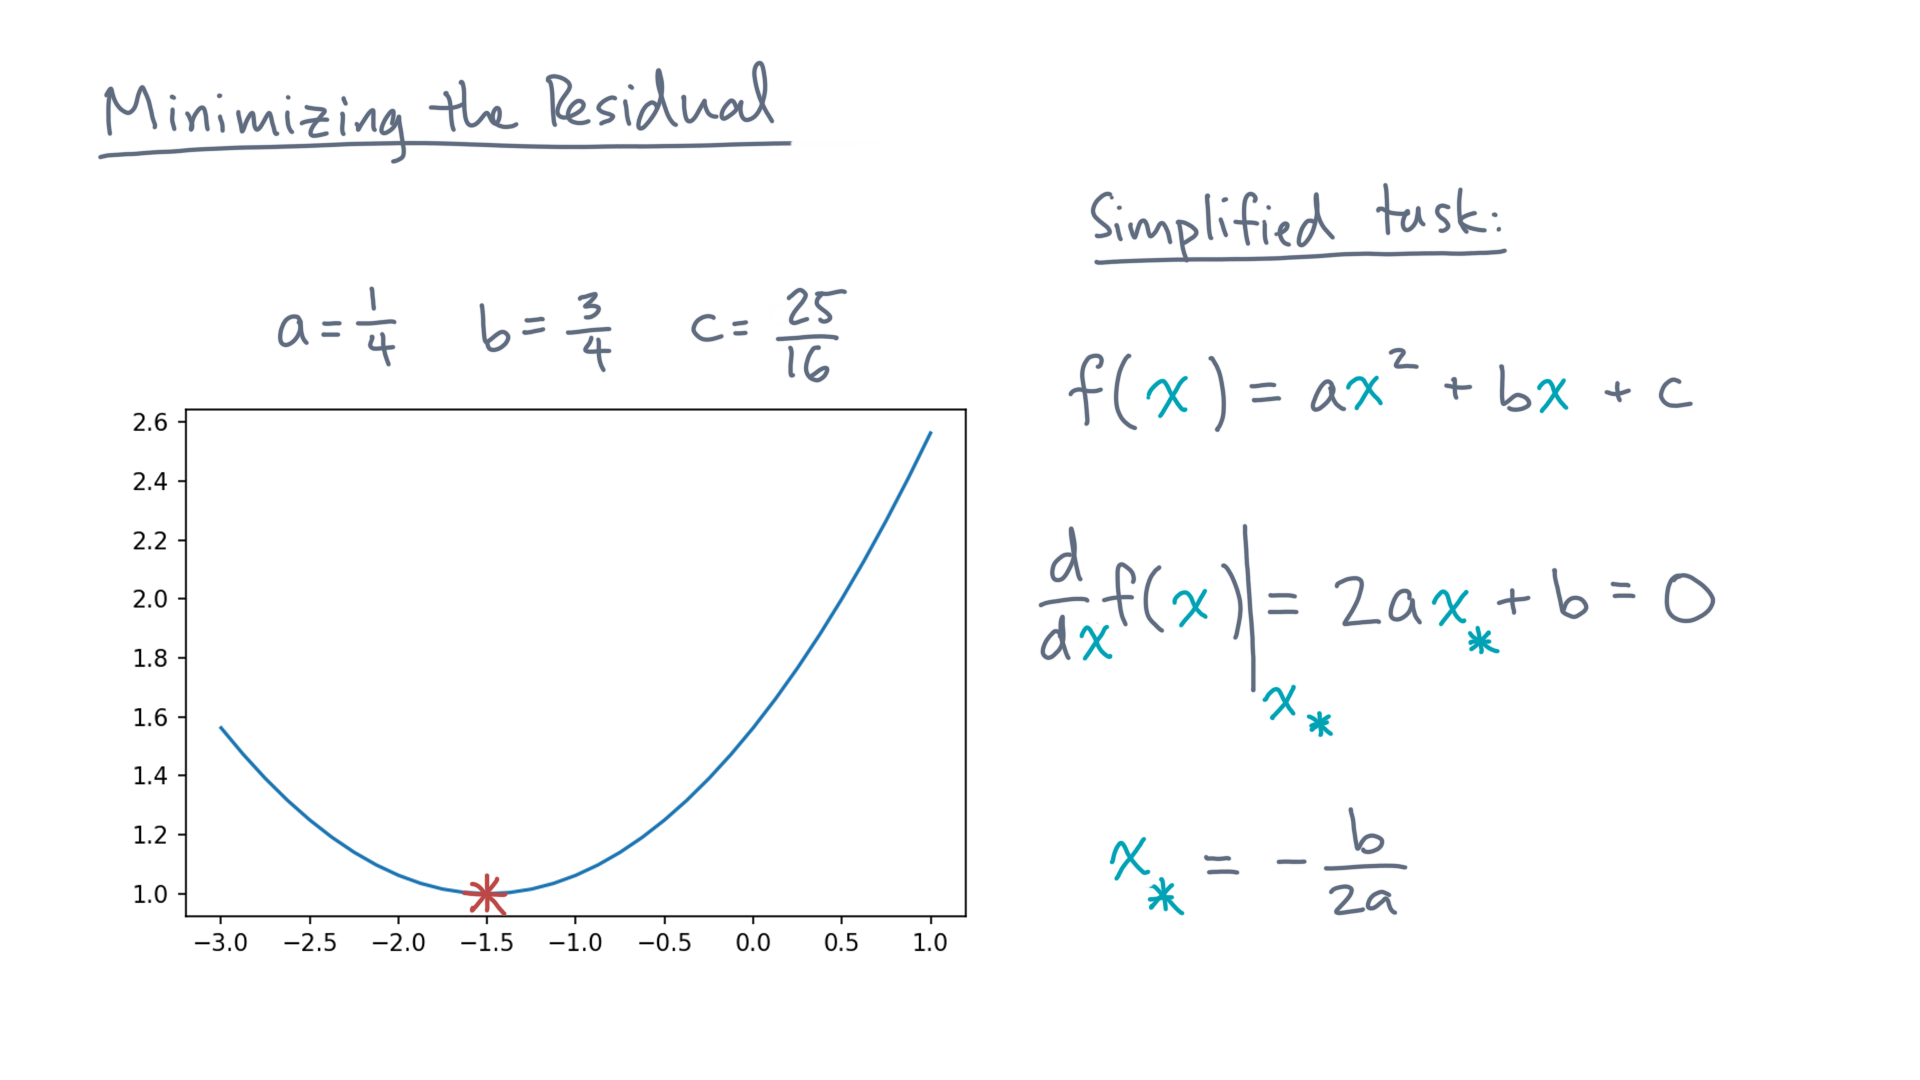 Minimizing the Residual
Simplified task:
a = 1/4 b = 3/4 c = 25/16
f(x) = ax² + bx + c
d/dx f(x)|x* = 2ax* + b = 0
x* = - b/2a
2.6
2.4
2.2
2.0
1.8
1.6
1.4
1.2
1.0
−3.0 −2.5 −2.0 −1.5 −1.0 −0.5 0.0 0.5 1.0